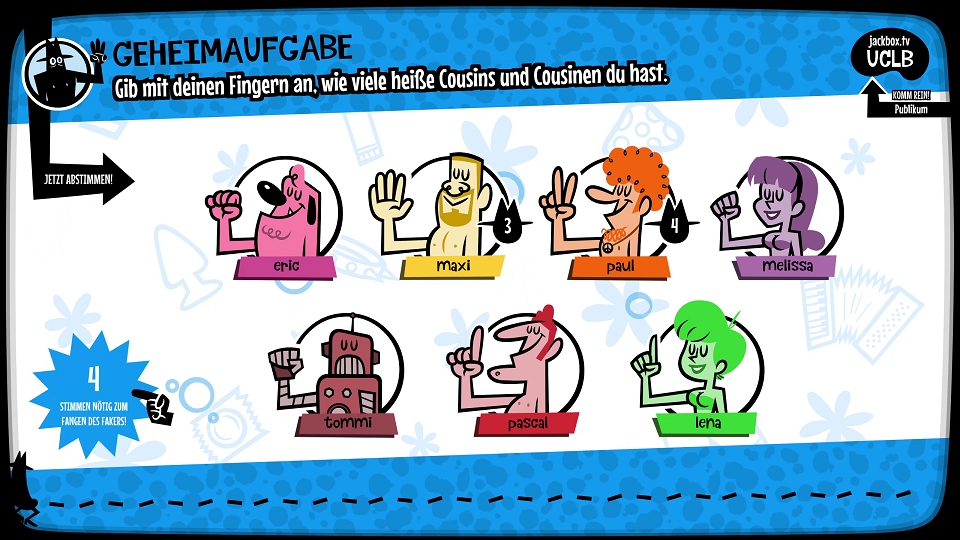 GEHEIMAUFGABE
Gib mit deinen Fingern an, wie viele heiße Cousins und Cousinen du hast.
jackbox.tv
UCLB
KOMM REIN!
Publikum
JETZT ABSTIMMEN!
3
4
eric
maxi
paul
melissa
4
STIMMEN NÖTIG ZUM
FANGEN DES FAKERS!
tommi
pascal
lena